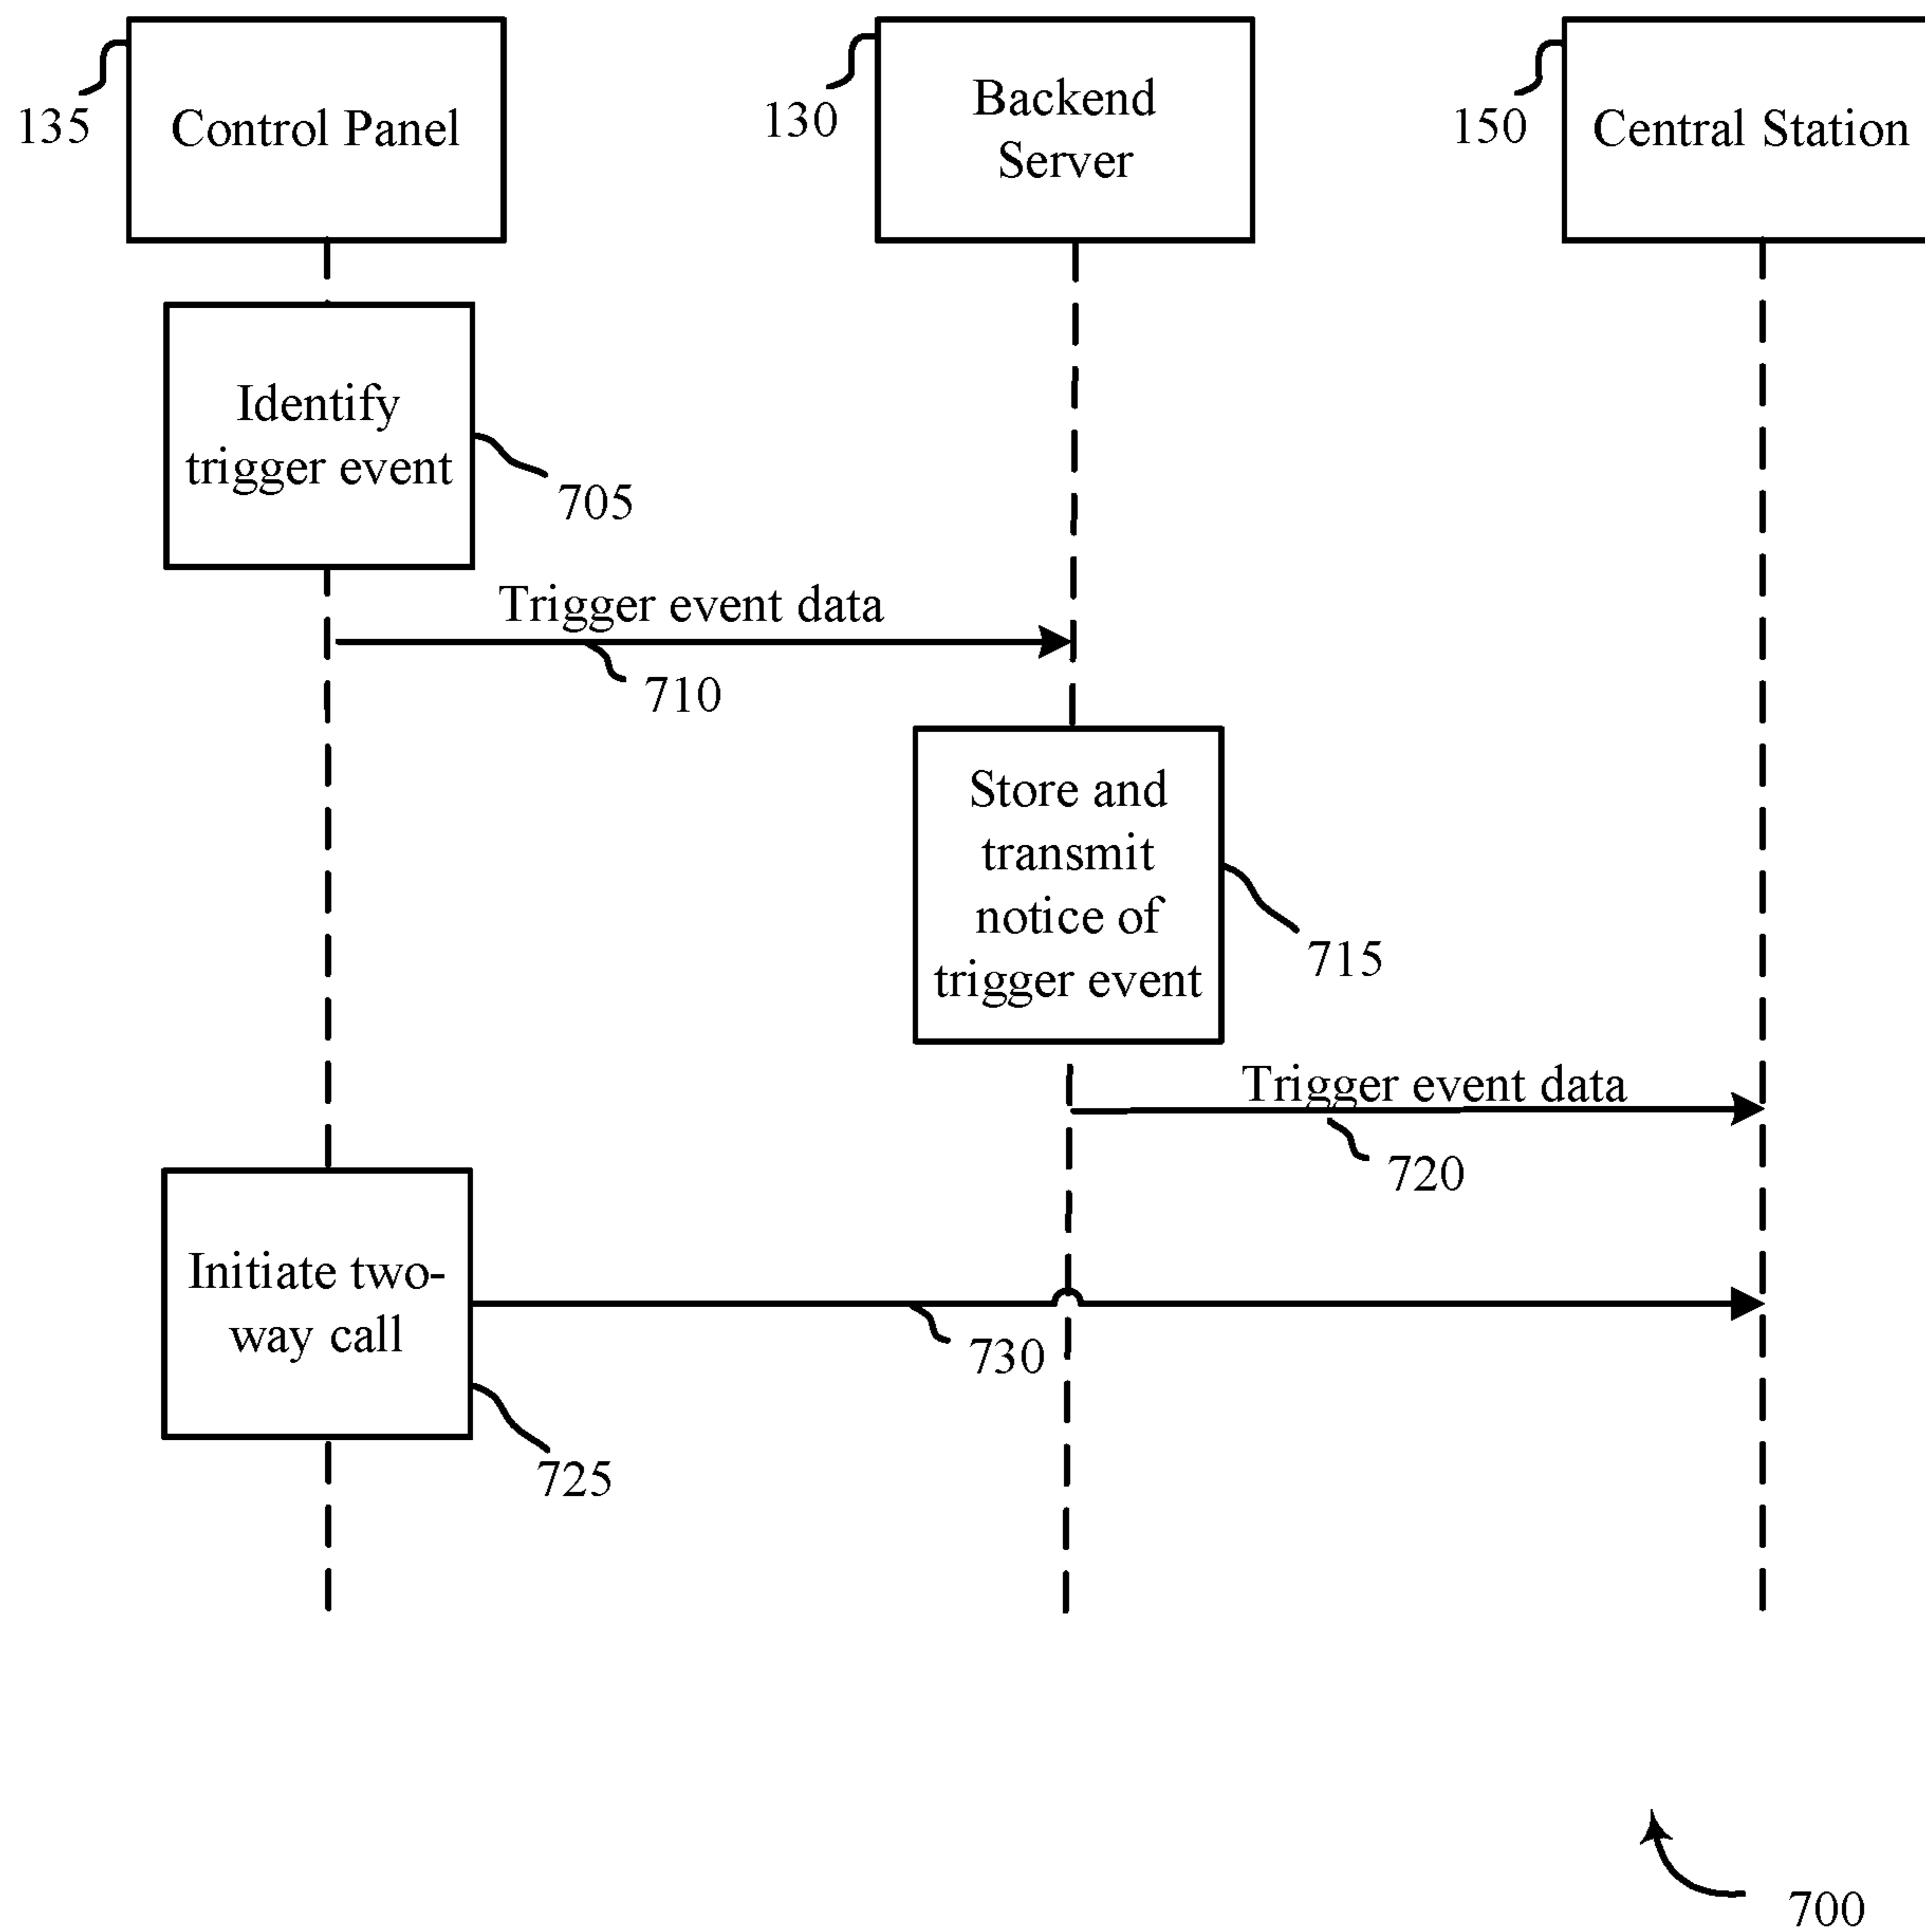 135
Control Panel
130
Backend
Server
150
Central Station
Identify
trigger event
705
Trigger event data
710
Store and
transmit
notice of
trigger event
715
Trigger event data
720
Initiate two-
way call
730
725
700